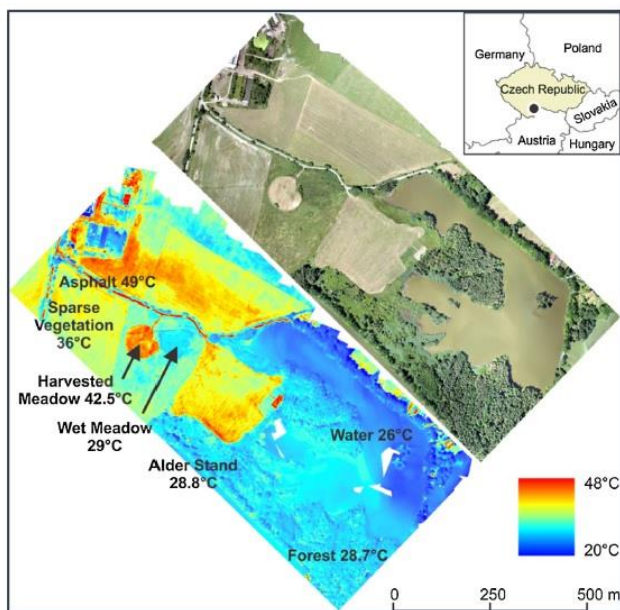 Germany
Poland
Czech Republic
Slovakia
Austria
Hungary
Asphalt 49°C
Sparse
Vegetation
36°C
Harvested
Meadow 42.5°C
Wet Meadow
29°C
Alder Stand
28.8°C
Water 26°C
Forest 28.7°C
48°C
20°C
0 250 500 m